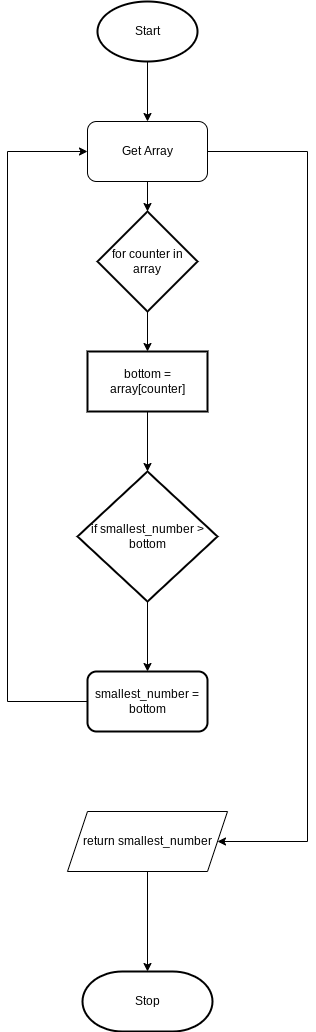 Start
Get Array
for counter in
array
bottom =
array[counter]
if smallest_number >
bottom
smallest_number =
bottom
return smallest_number
Stop